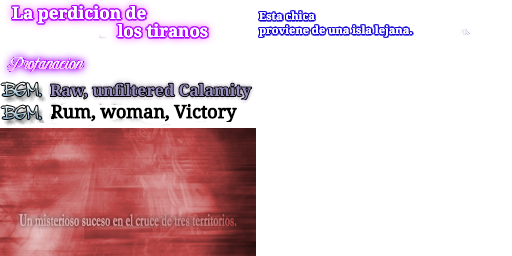 La perdicion de
los tiranos
Esta chica
proviene de una isla lejana.
Profanacion
BGM. Raw, unfiltered Calamity
BGM. Rum, woman, Victory
Un misterioso suceso en el cruce de tres territorios.